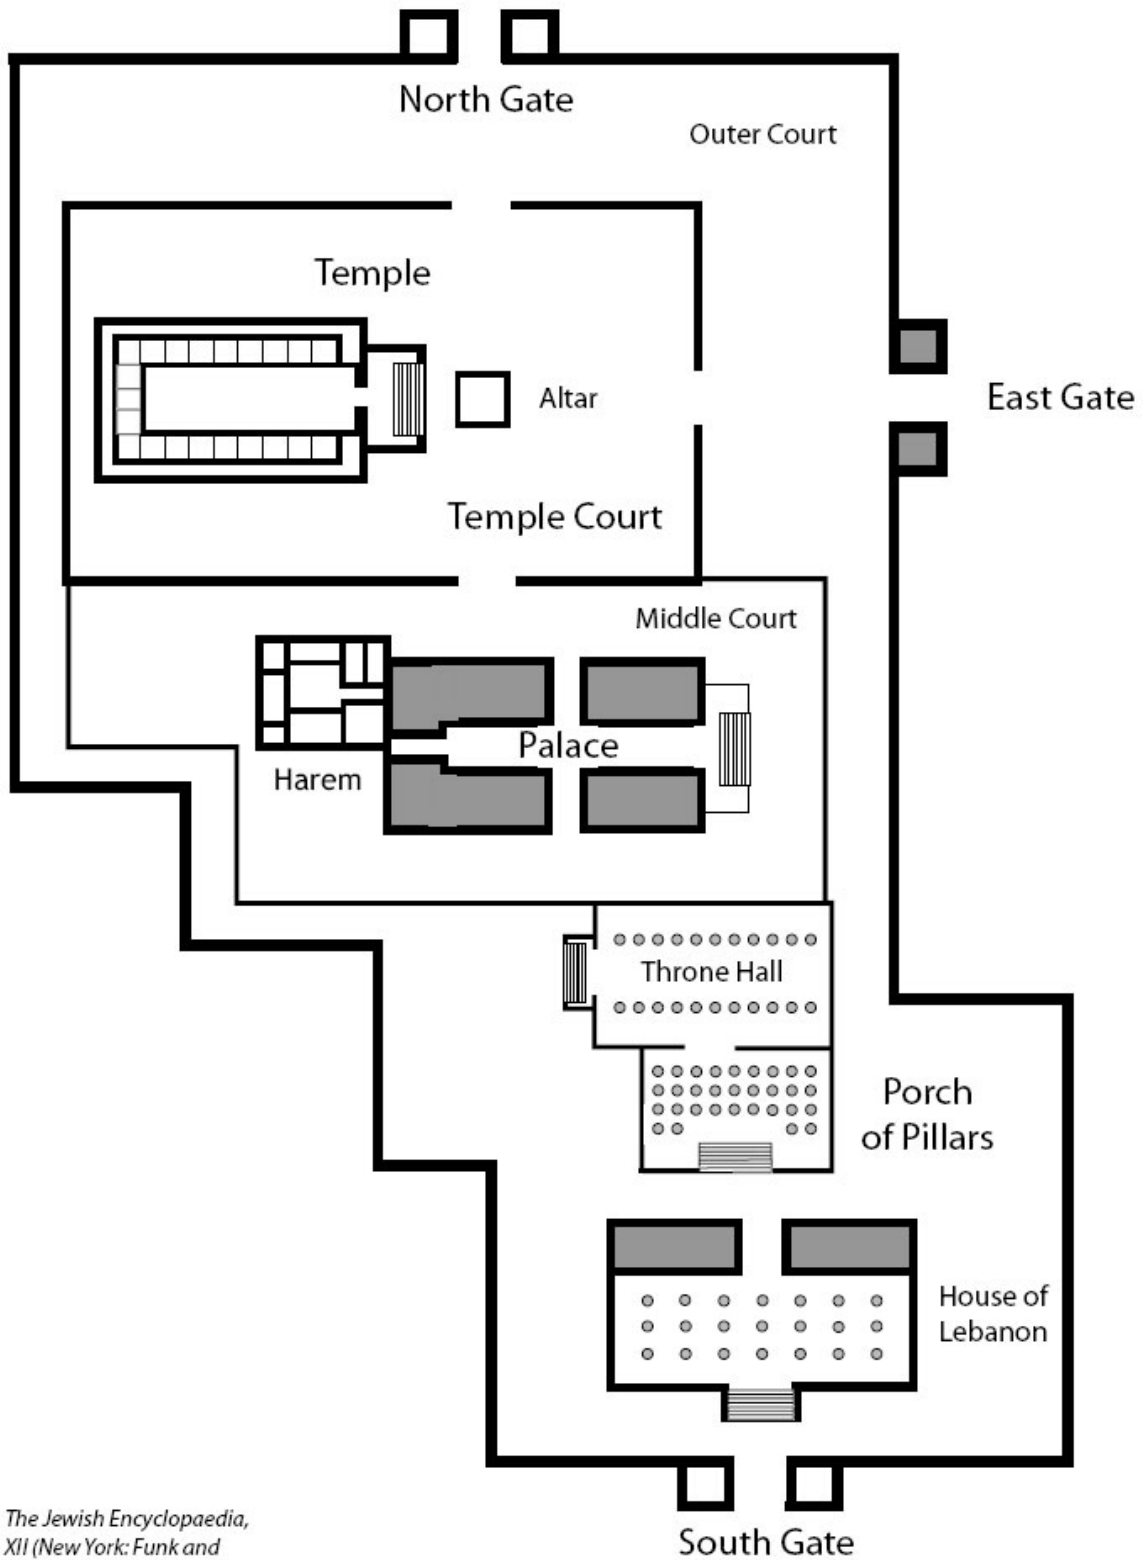 North Gate
Outer Court
Temple
Altar
East Gate
Temple Court
Middle Court
Palace
Harem
Throne Hall
Porch
of Pillars
House of
Lebanon
The Jewish Encyclopaedia,
XII (New York: Funk and
South Gate